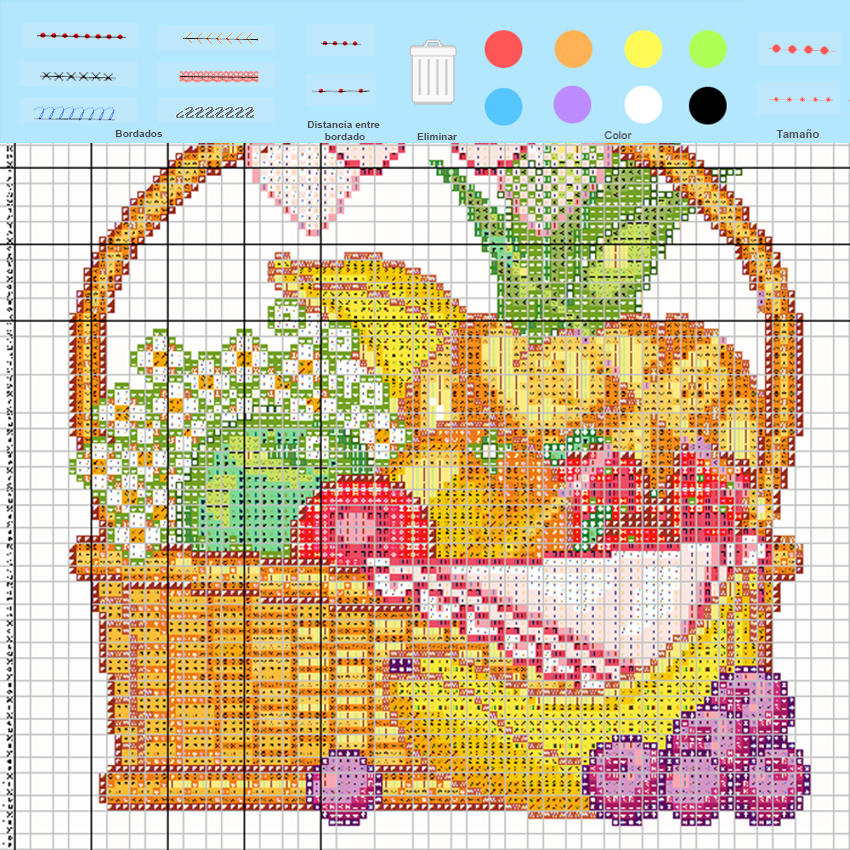 Bordados
Distancia entre
bordado
Eliminar
Color
Tamaño